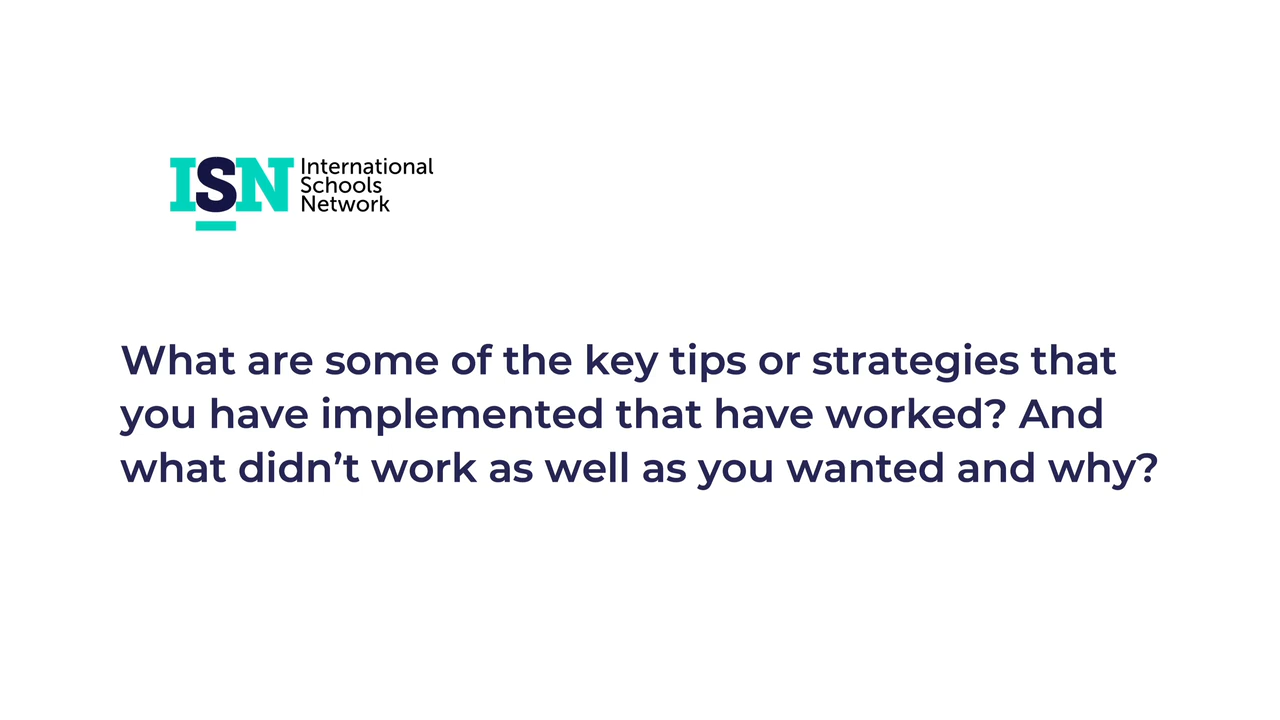 ISN
International
Schools
Network
What are some of the key tips or strategies that
you have implemented that have worked? And
what didn’t work as well as you wanted and why?